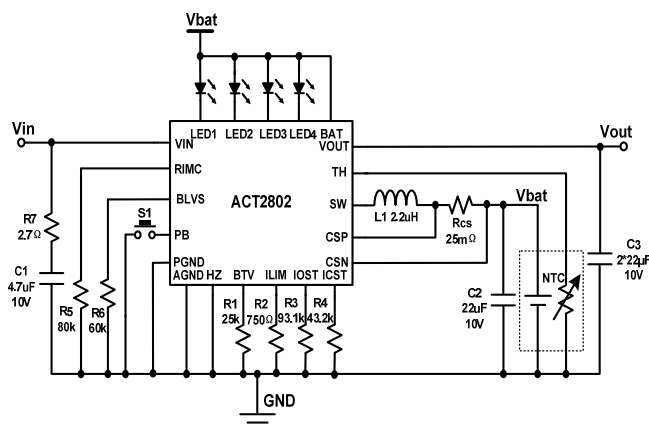 Vbat
Vin
LED1 LED2 LED3 LED4 BAT
VIN
VOUT
Vout
RIMC
TH
BLVS
ACT2802
SW
L1 2.2uH
Rcs
25mΩ
Vbat
R7
2.7Ω
S1
PB
CSP
C1
4.7uF
10V
PGND
CSN
AGND HZ BTV ILIM IOST ICST
C3
2*22μF
10V
NTC
R5
80k
R6
60k
R1
25k
R2
750Ω
R3
93.1k
R4
43.2k
C2
22uF
10V
GND